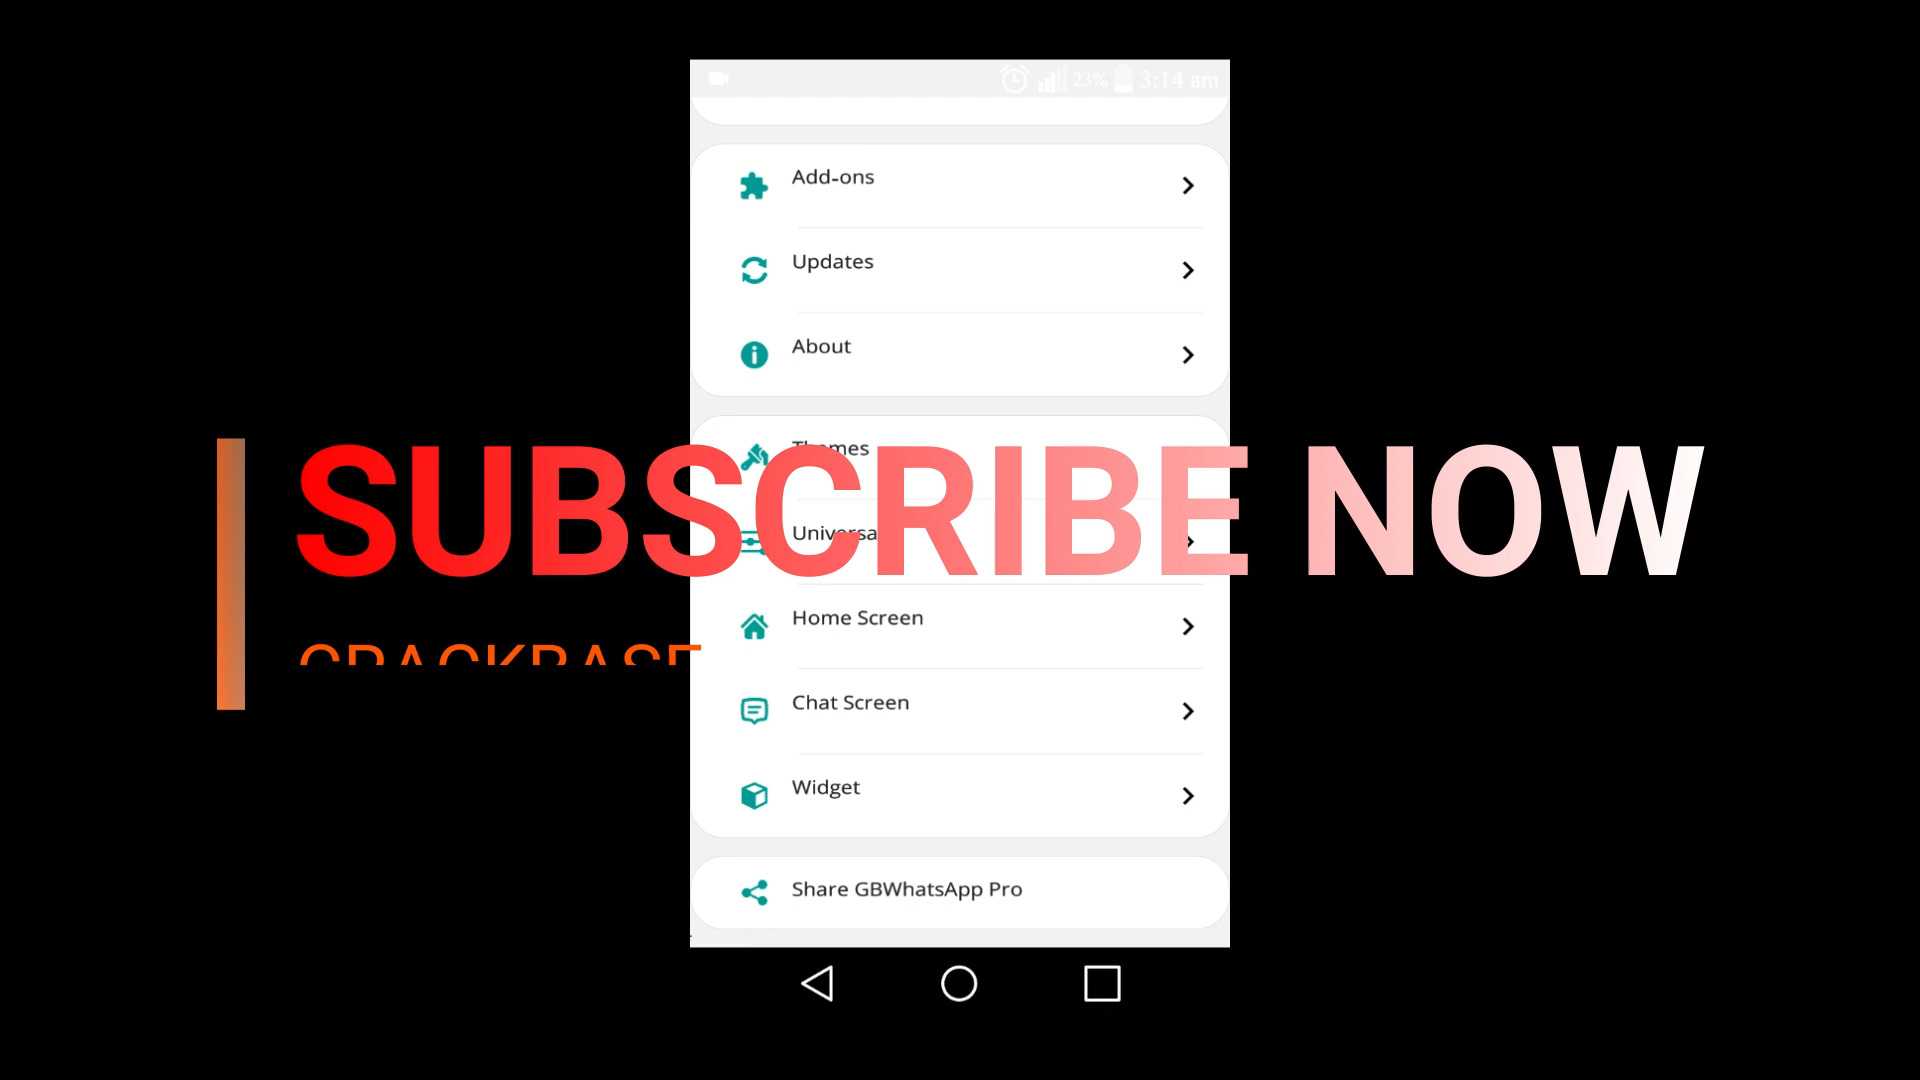 23% 3:14 am
Add-ons
Updates
About
SUBSCRIBE NOW
Home Screen
Chat Screen
Widget
Share GBWhatsApp Pro